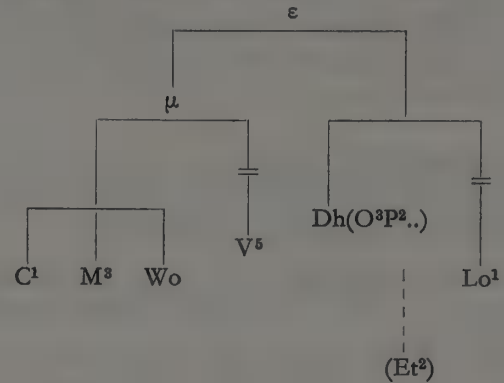 ε
μ
Dh(O³P²..)
V⁵
C¹ M³ Wo Lo¹
(Et²)